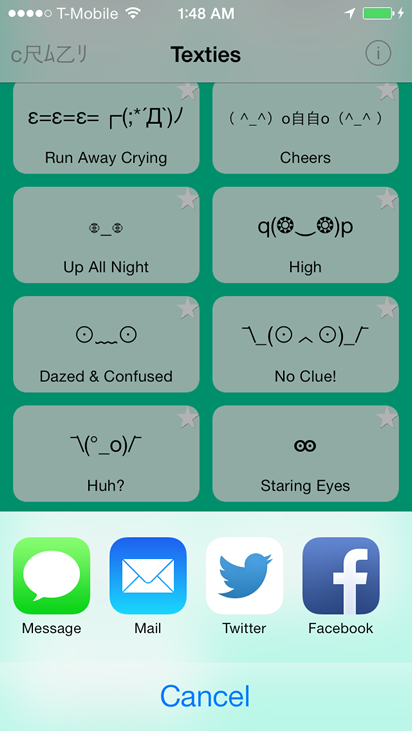 T-Mobile 1:48 AM
c尺ﾑ乙ﾘ Texties i
ε=ε=ε= ┌(;*´Д`)ﾉ ( ^_^）o自自o（^_^ ）
Run Away Crying Cheers
⌾_⌾ q(❂‿❂)p
Up All Night High
⊙﹏⊙ ¯\_(⊙︿⊙)_/¯
Dazed & Confused No Clue!
¯\(°_o)/¯ ꙭ
Huh? Staring Eyes
Message Mail Twitter Facebook
Cancel